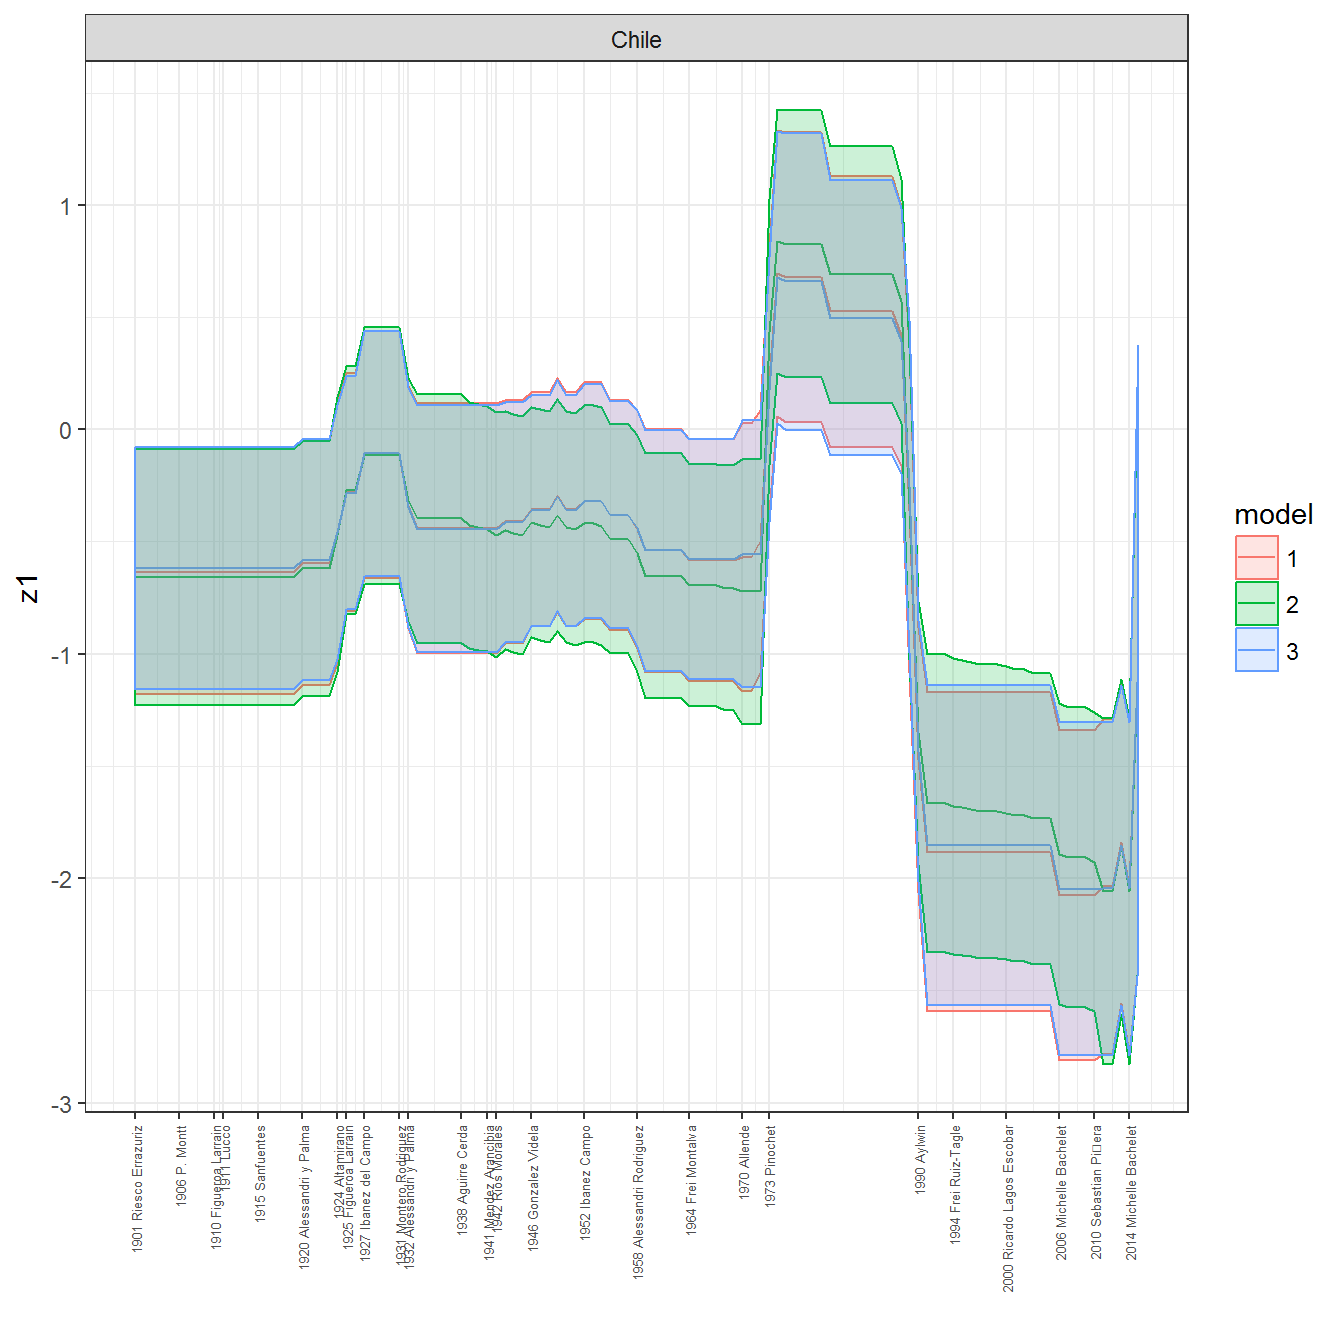 Chile
1
0
-1
-2
-3
z1
1901 Riesco Errazuriz
1906 P. Montt
1910 Figueroa Larrain
1911 Lucco
1915 Sanfuentes
1920 Alessandri y Palma
1924 Altamirano
1925 Figueroa Larrain
1927 Ibanez del Campo
1931 Montero Rodriguez
1932 Alessandri y Palma
1938 Aguirre Cerda
1941 Mendez Arancibia
1942 Rios Morales
1946 Gonzalez Videla
1952 Ibanez Campo
1958 Alessandri Rodriguez
1964 Frei Montalva
1970 Allende
1973 Pinochet
1990 Aylwin
1994 Frei Ruiz-Tagle
2000 Ricardo Lagos Escobar
2006 Michelle Bachelet
2010 Sebastian Pi□era
2014 Michelle Bachelet
model
1
2
3